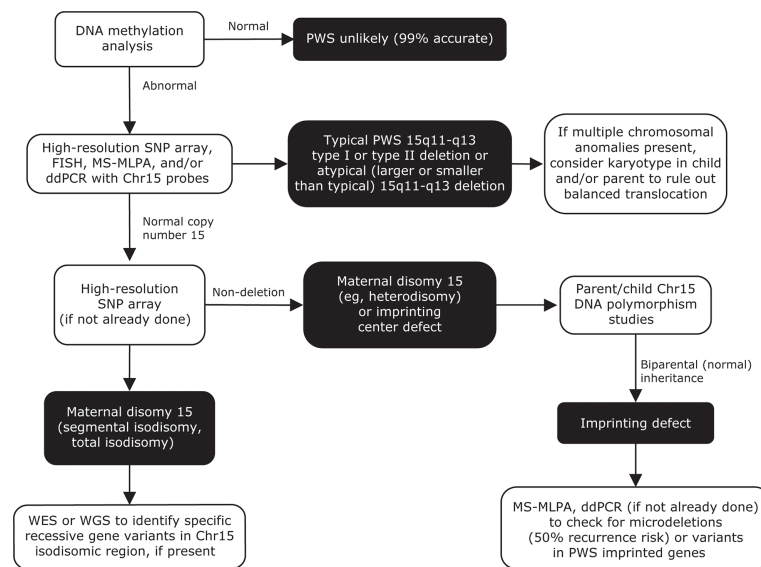 DNA methylation
analysis
Normal
PWS unlikely (99% accurate)
Abnormal
High-resolution SNP array,
FISH, MS-MLPA, and/or
ddPCR with Chr15 probes
Typical PWS 15q11-q13
type I or type II deletion or
atypical (larger or smaller
than typical) 15q11-q13 deletion
If multiple chromosomal
anomalies present,
consider karyotype in child
and/or parent to rule out
balanced translocation
Normal copy
number 15
High-resolution
SNP array
(if not already done)
Non-deletion
Maternal disomy 15
(eg, heterodisomy)
or imprinting
center defect
Parent/child Chr15
DNA polymorphism
studies
Biparental (normal)
inheritance
Maternal disomy 15
(segmental isodisomy,
total isodisomy)
Imprinting defect
WES or WGS to identify specific
recessive gene variants in Chr15
isodisomic region, if present
MS-MLPA, ddPCR (if not already done)
to check for microdeletions
(50% recurrence risk) or variants
in PWS imprinted genes